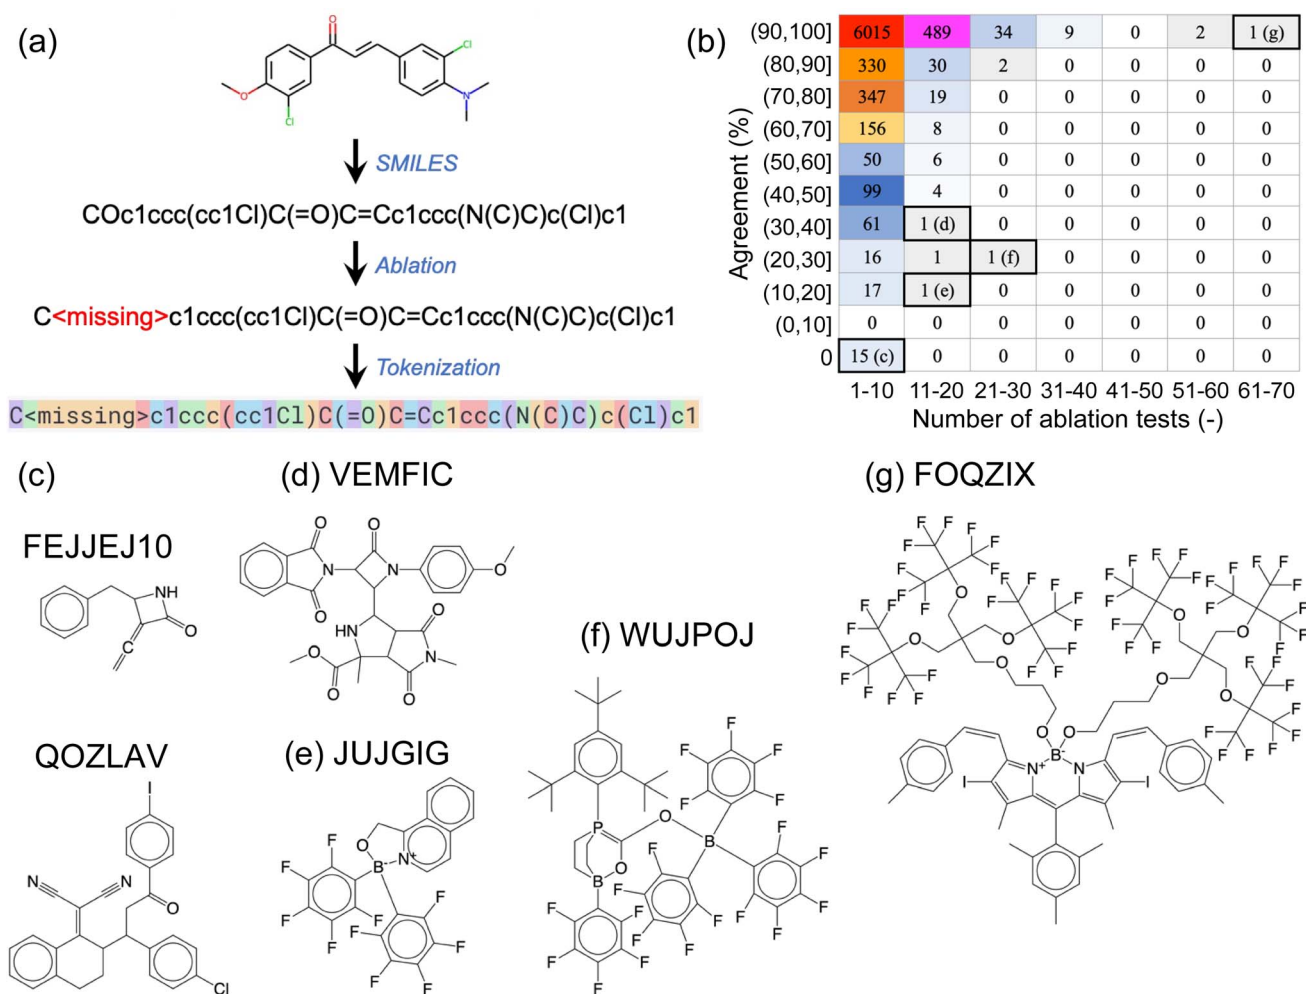 (a)
SMILES
COc1ccc(cc1Cl)C(=O)C=Cc1ccc(N(C)C)c(Cl)c1
Ablation
C<missing>c1ccc(cc1Cl)C(=O)C=Cc1ccc(N(C)C)c(Cl)c1
Tokenization
C<missing>c1ccc(cc1Cl)C(=O)C=Cc1ccc(N(C)C)c(Cl)c1
(b)
Agreement (%)
(90,100] 6015 489 34 9 0 2 1 (g)
(80,90] 330 30 2 0 0 0 0
(70,80] 347 19 0 0 0 0 0
(60,70] 156 8 0 0 0 0 0
(50,60] 50 6 0 0 0 0 0
(40,50] 99 4 0 0 0 0 0
(30,40] 61 1 (d) 0 0 0 0 0
(20,30] 16 1 1 (f) 0 0 0 0
(10,20] 17 1 (e) 0 0 0 0 0
(0,10] 0 0 0 0 0 0 0
0 15 (c) 0 0 0 0 0 0
1-10 11-20 21-30 31-40 41-50 51-60 61-70
Number of ablation tests (-)
(c)
FEJJEJ10
QOZLAV
(d) VEMFIC
(e) JUJGIG
(f) WUJPOJ
(g) FOQZIX